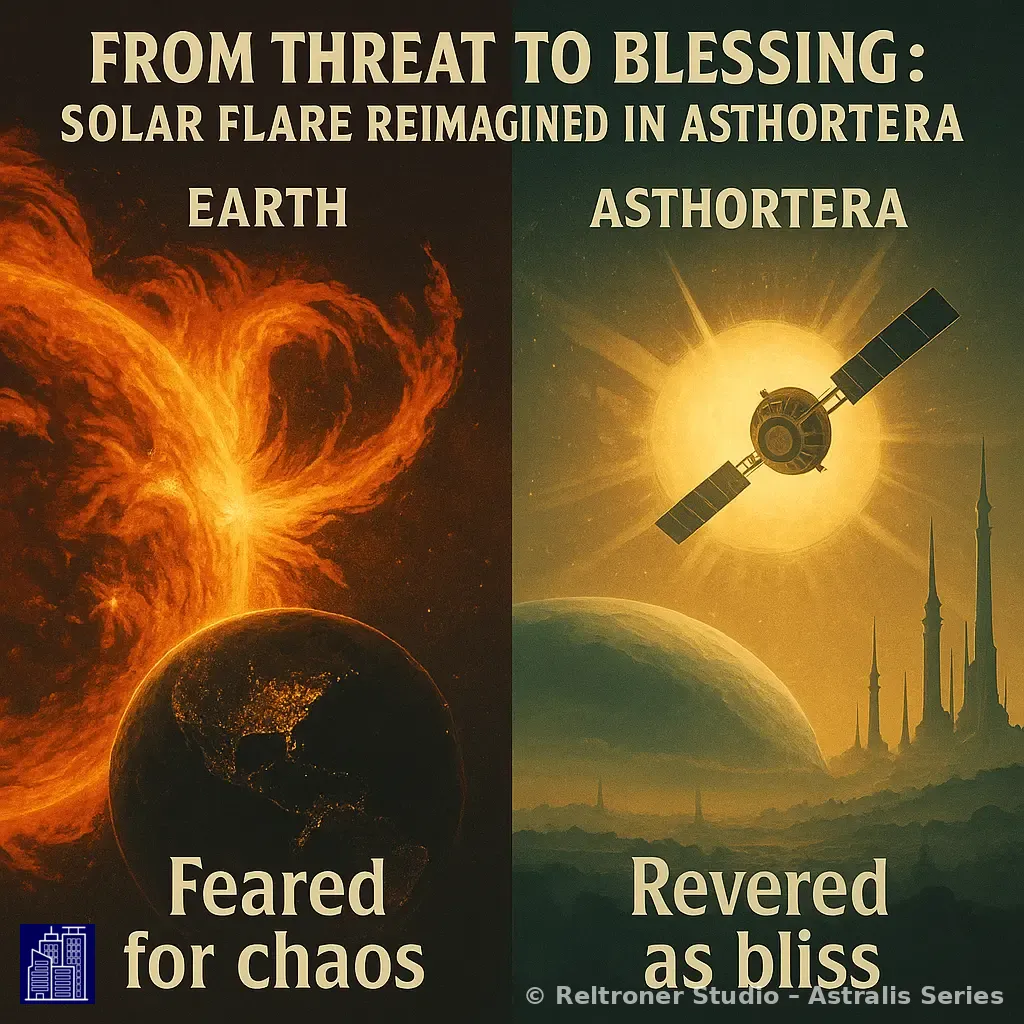 FROM THREAT TO BLESSING:
SOLAR FLARE REIMAGINED IN ASTHORTERA
EARTH
ASTHORTERA
Feared
for chaos
Revered
as bliss
© Reltroner Studio – Astralis Series